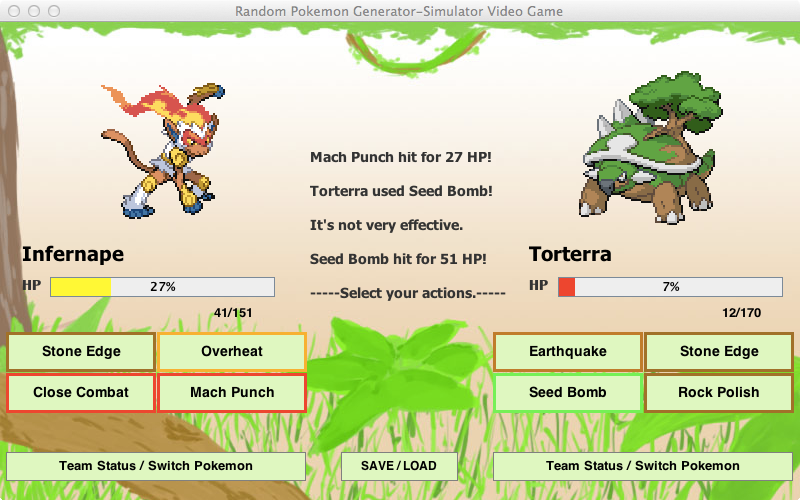 Random Pokemon Generator-Simulator Video Game
Mach Punch hit for 27 HP!
Torterra used Seed Bomb!
It's not very effective.
Seed Bomb hit for 51 HP!
-----Select your actions.-----
Infernape
HP 27%
41/151
Torterra
HP 7%
12/170
Stone Edge Overheat
Close Combat Mach Punch
Earthquake Stone Edge
Seed Bomb Rock Polish
Team Status / Switch Pokemon
SAVE/LOAD
Team Status / Switch Pokemon